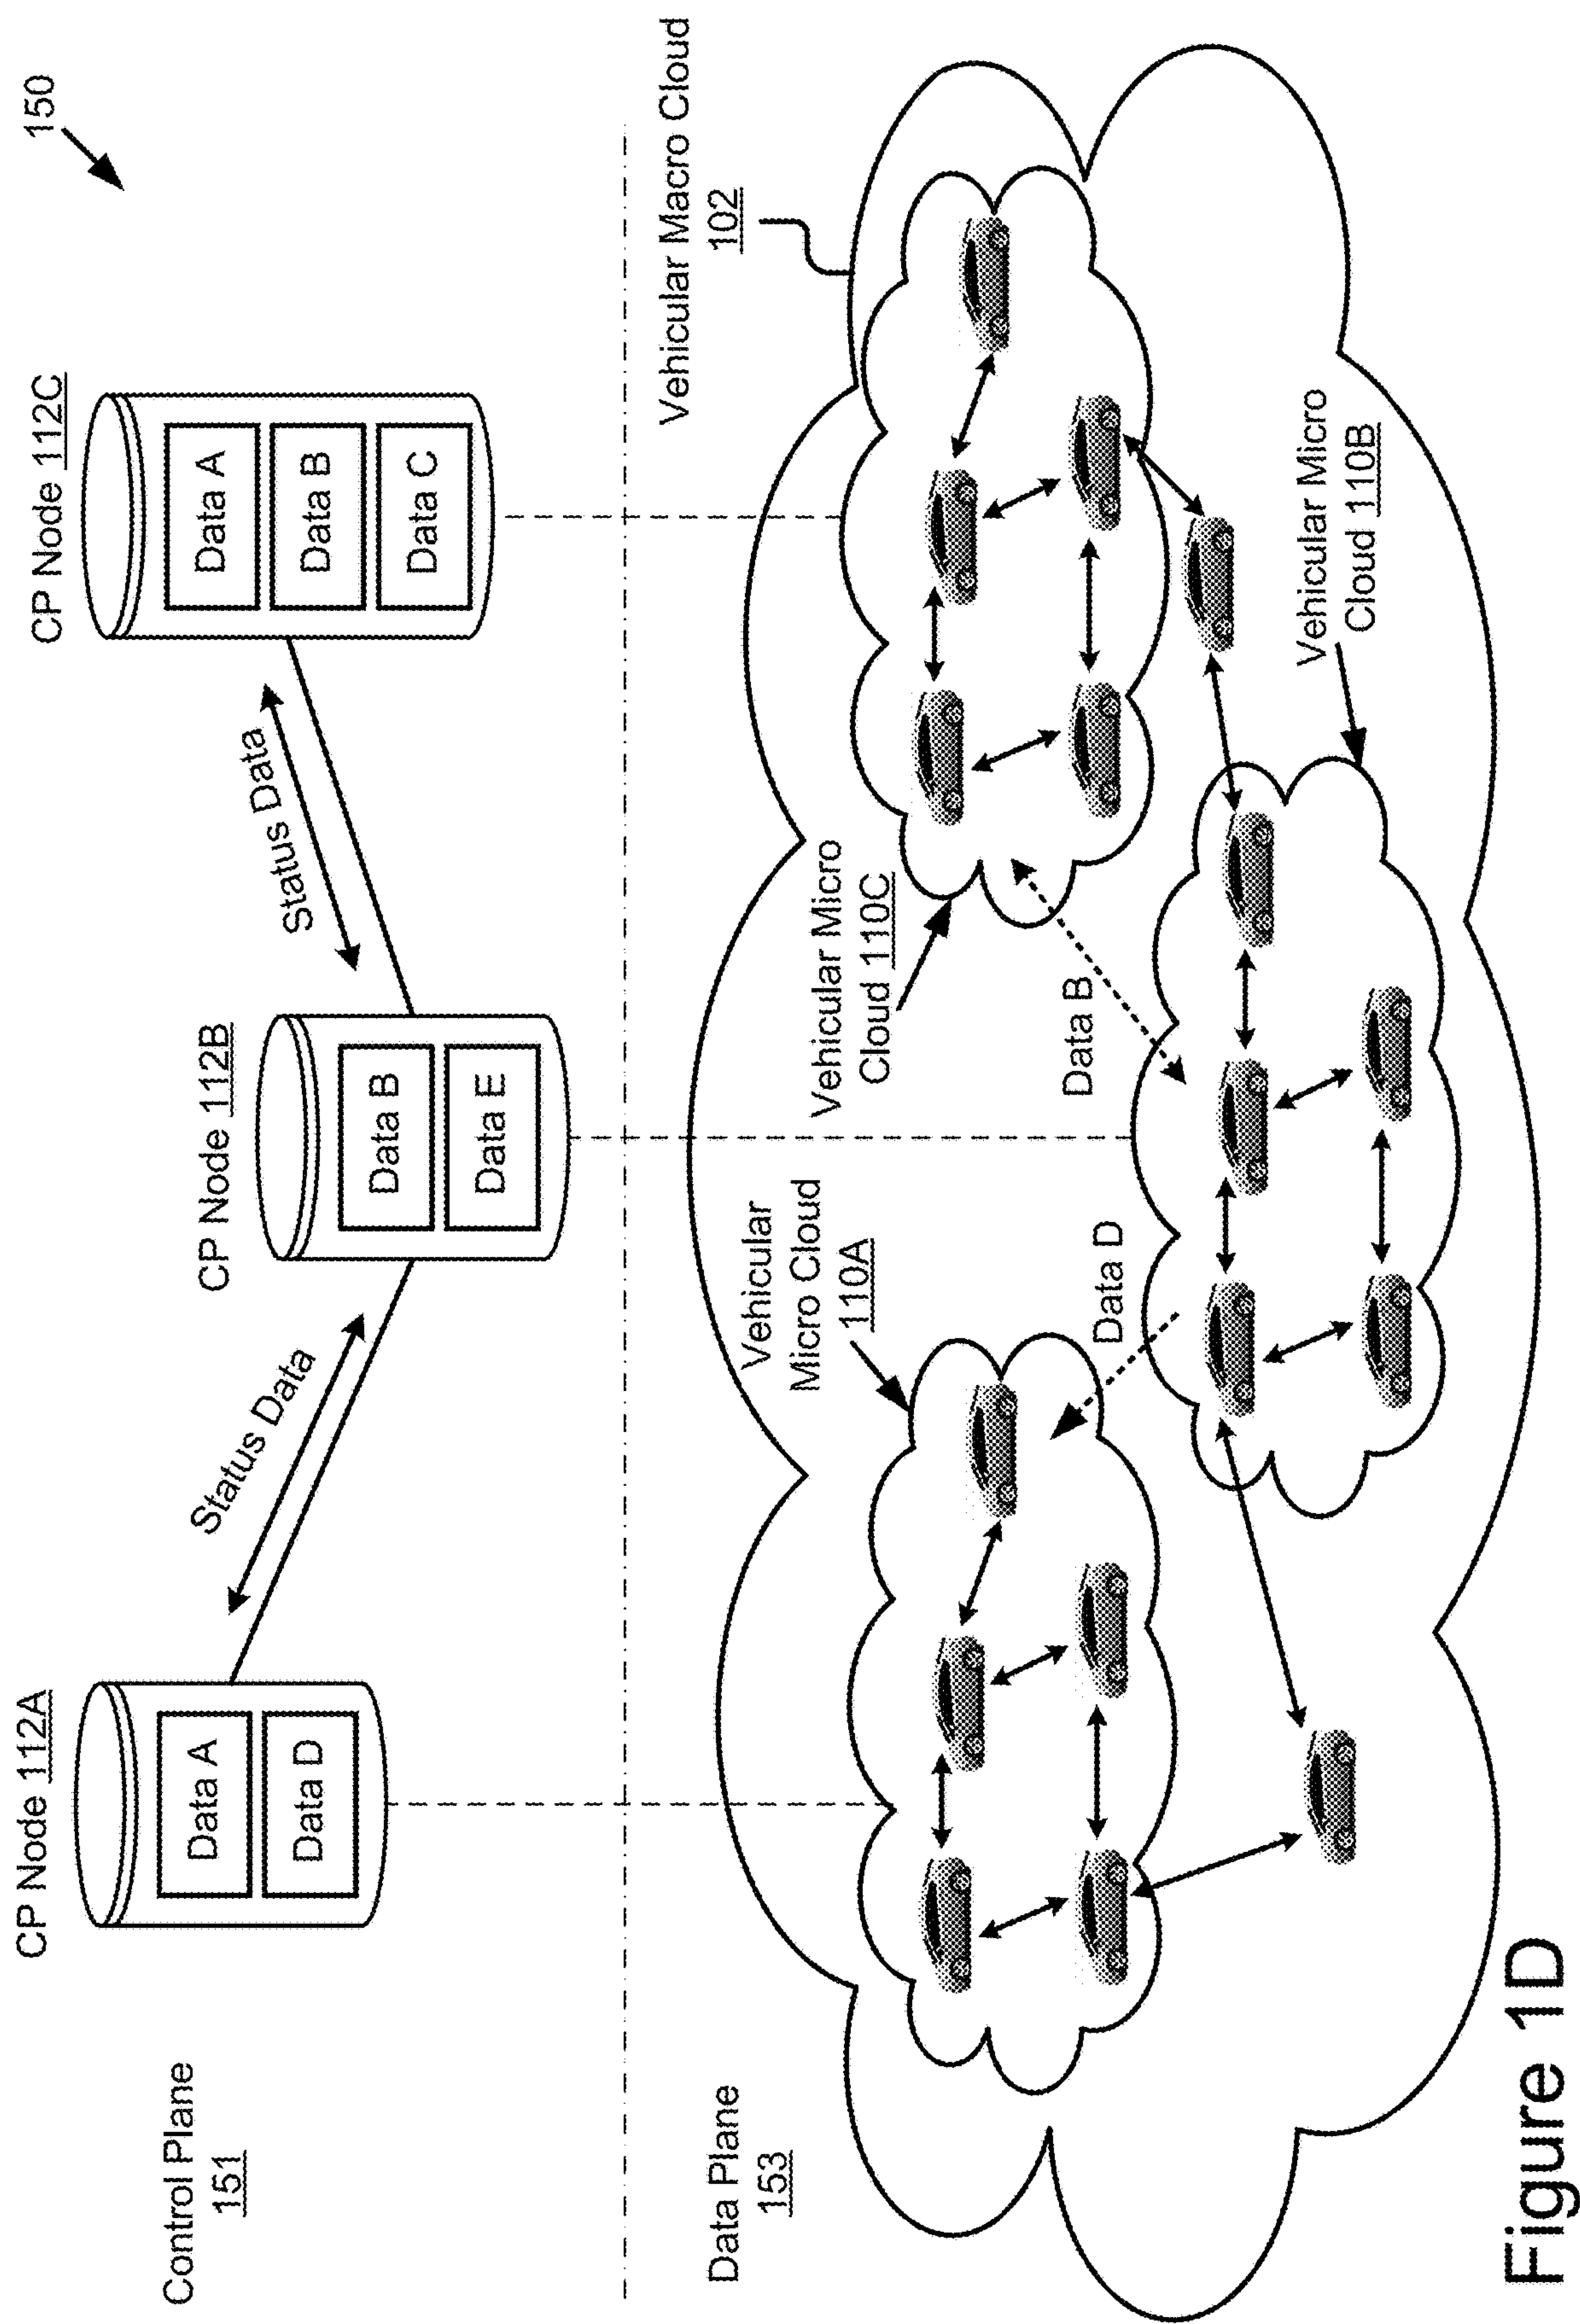 150
CP Node 112A
Data A
Data D
Status Data
CP Node 112B
Data B
Data E
Status Data
CP Node 112C
Data A
Data B
Data C
Control Plane
151
Data Plane
153
Vehicular Macro Cloud
102
Vehicular
Micro Cloud
110A
Data D
Vehicular Micro
Cloud 110C
Data B
Vehicular Micro
Cloud 110B
Figure 1D